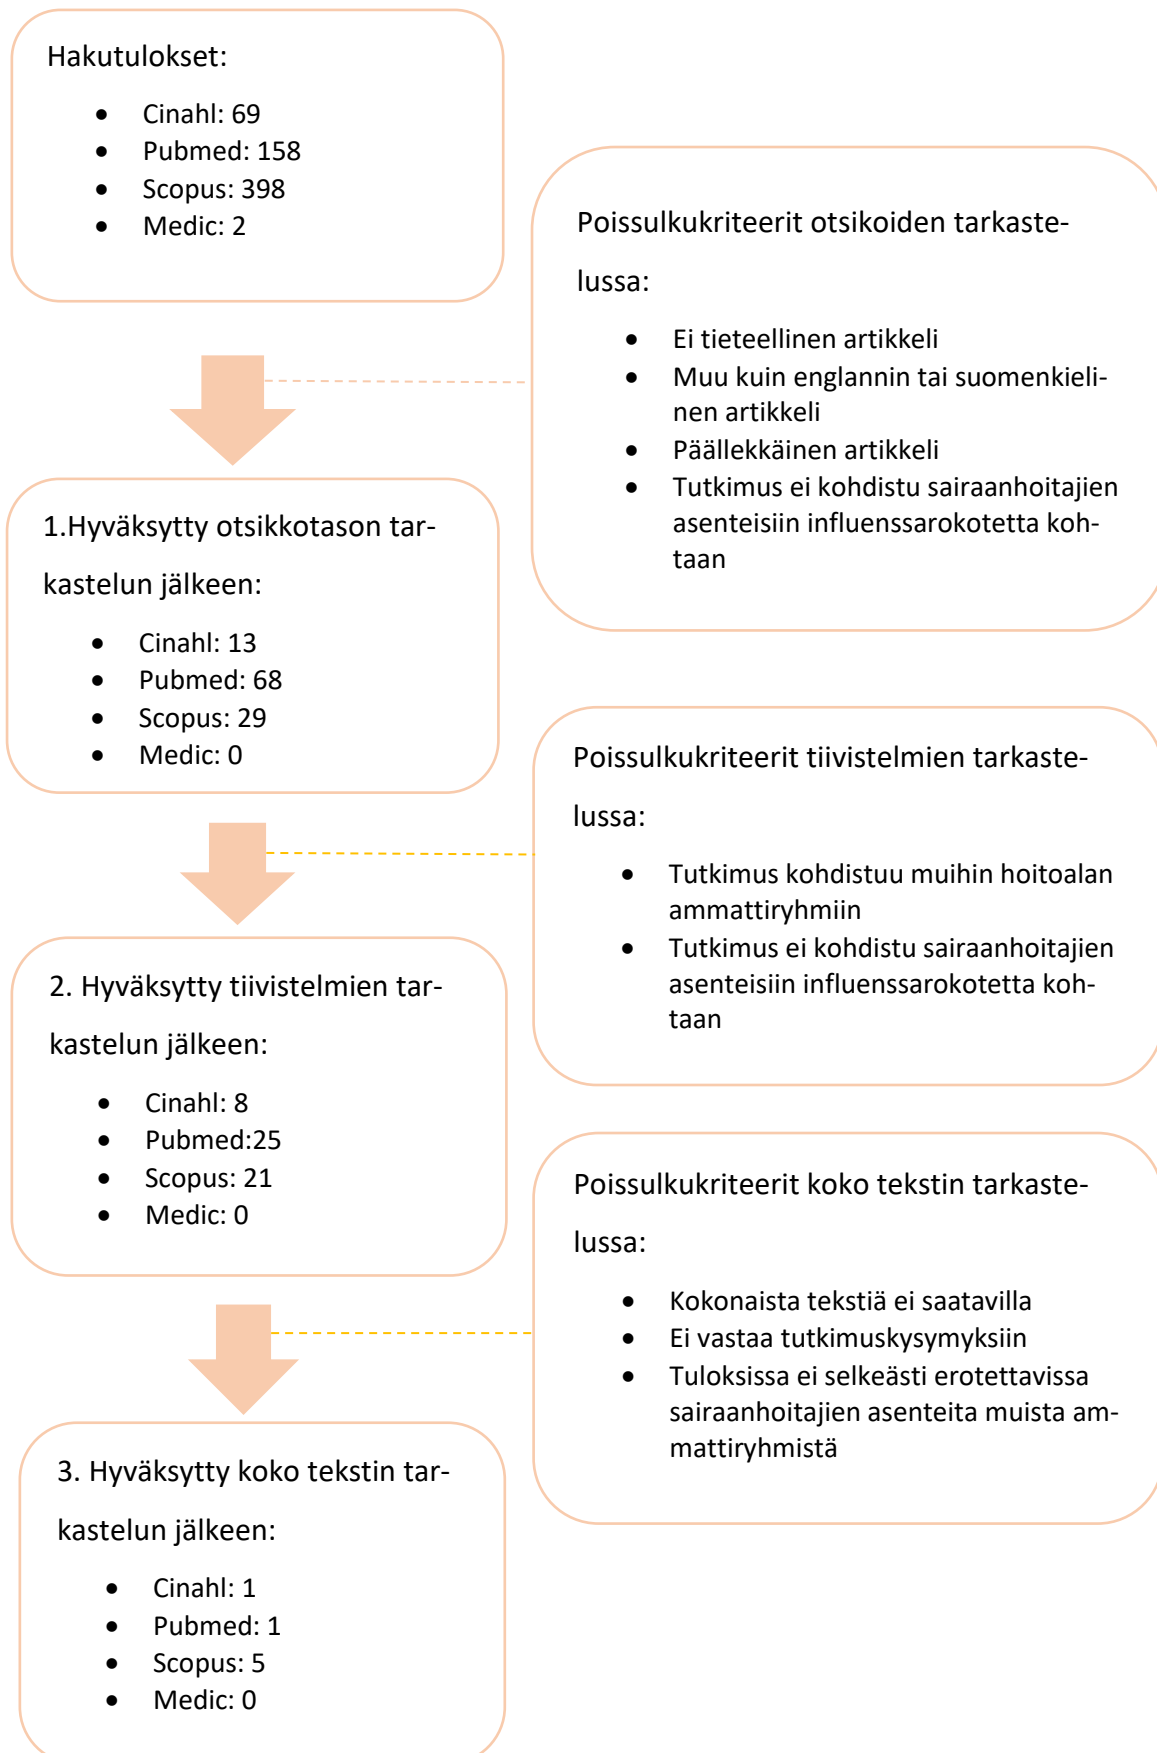 Hakutulokset:
• Cinahl: 69
• Pubmed: 158
• Scopus: 398
• Medic: 2
Poissulkukriteerit otsikoiden tarkaste-
lussa:
• Ei tieteellinen artikkeli
• Muu kuin englannin tai suomenkieli-
nen artikkeli
• Päällekkäinen artikkeli
• Tutkimus ei kohdistu sairaanhoitajien
asenteisiin influenssarokotetta koh-
taan
1.Hyväksytty otsikkotason tar-
kastelun jälkeen:
• Cinahl: 13
• Pubmed: 68
• Scopus: 29
• Medic: 0
Poissulkukriteerit tiivistelmien tarkaste-
lussa:
• Tutkimus kohdistuu muihin hoitoalan
ammattiryhmiin
• Tutkimus ei kohdistu sairaanhoitajien
asenteisiin influenssarokotetta koh-
taan
2. Hyväksytty tiivistelmien tar-
kastelun jälkeen:
• Cinahl: 8
• Pubmed:25
• Scopus: 21
• Medic: 0
Poissulkukriteerit koko tekstin tarkaste-
lussa:
• Kokonaista tekstiä ei saatavilla
• Ei vastaa tutkimuskysymyksiin
• Tuloksissa ei selkeästi erotettavissa
sairaanhoitajien asenteita muista am-
mattiryhmistä
3. Hyväksytty koko tekstin tar-
kastelun jälkeen:
• Cinahl: 1
• Pubmed: 1
• Scopus: 5
• Medic: 0